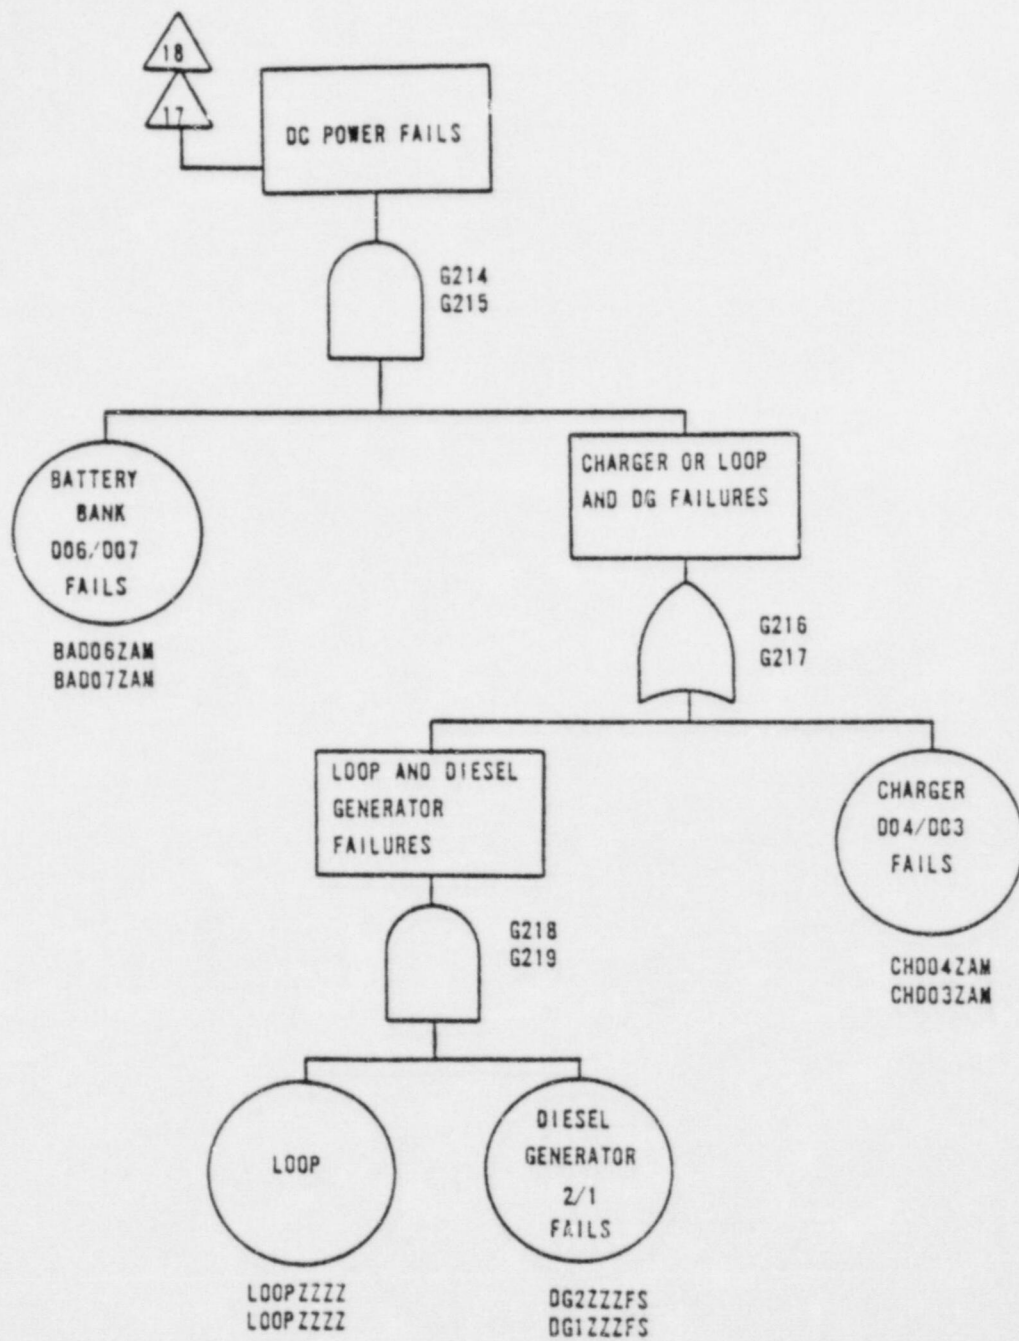 18
17
DC POWER FAILS
G214
G215
BATTERY
BANK
D06/D07
FAILS
BAD06ZAM
BAD07ZAM
CHARGER OR LOOP
AND DG FAILURES
G216
G217
LOOP AND DIESEL
GENERATOR
FAILURES
CHARGER
D04/D03
FAILS
CHD04ZAM
CHD03ZAM
G218
G219
LOOP
DIESEL
GENERATOR
2/1
FAILS
LOOPZZZZ
LOOPZZZZ
DG2ZZZFS
DG1ZZZFS